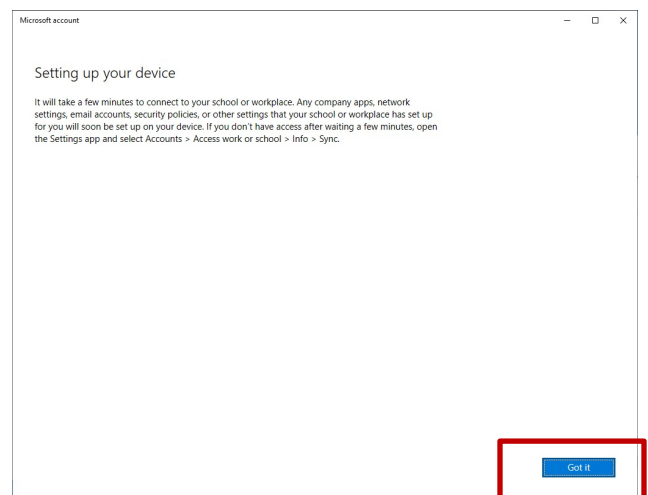 Microsoft account
Setting up your device
It will take a few minutes to connect to your school or workplace. Any company apps, network
settings, email accounts, security policies, or other settings that your school or workplace has set up
for you will soon be set up on your device. If you don't have access after waiting a few minutes, open
the Settings app and select Accounts > Access work or school > Info > Sync.
Got it